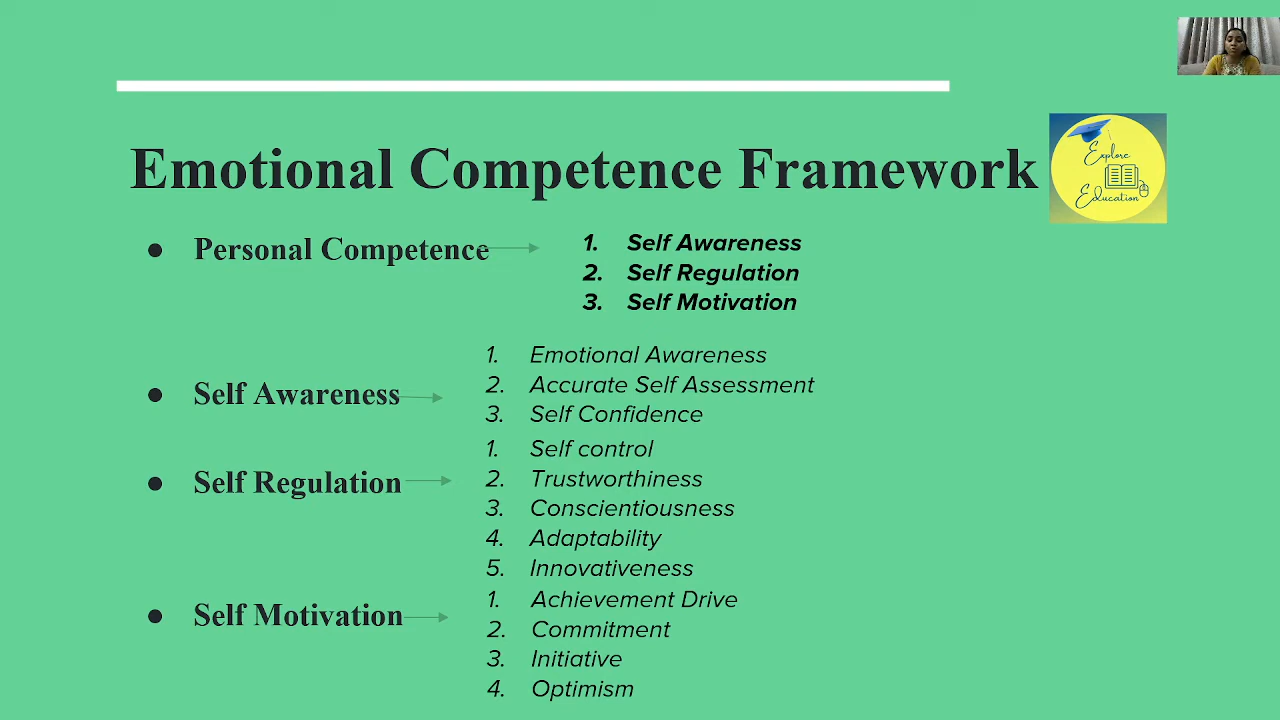 Emotional Competence Framework
Explore
Education
● Personal Competence
1. Self Awareness
2. Self Regulation
3. Self Motivation
● Self Awareness
1. Emotional Awareness
2. Accurate Self Assessment
3. Self Confidence
● Self Regulation
1. Self control
2. Trustworthiness
3. Conscientiousness
4. Adaptability
5. Innovativeness
● Self Motivation
1. Achievement Drive
2. Commitment
3. Initiative
4. Optimism